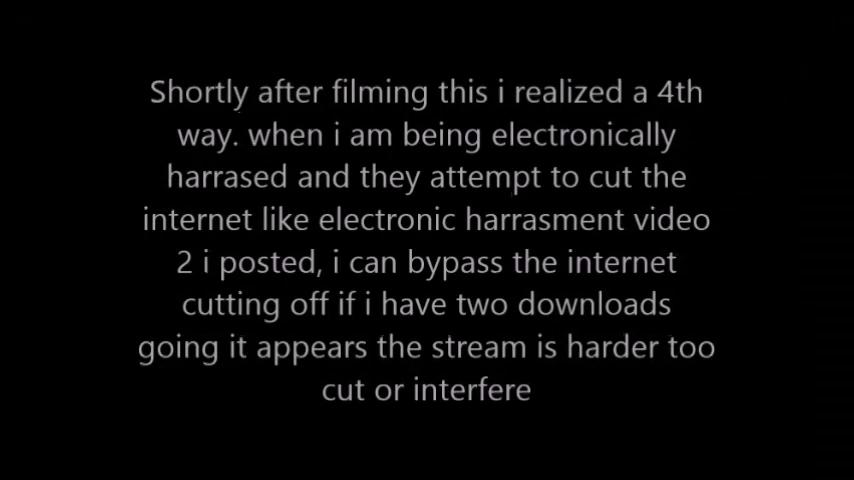 Shortly after filming this i realized a 4th
way. when i am being electronically
harrased and they attempt to cut the
internet like electronic harrasment video
2 i posted, i can bypass the internet
cutting off if i have two downloads
going it appears the stream is harder too
cut or interfere